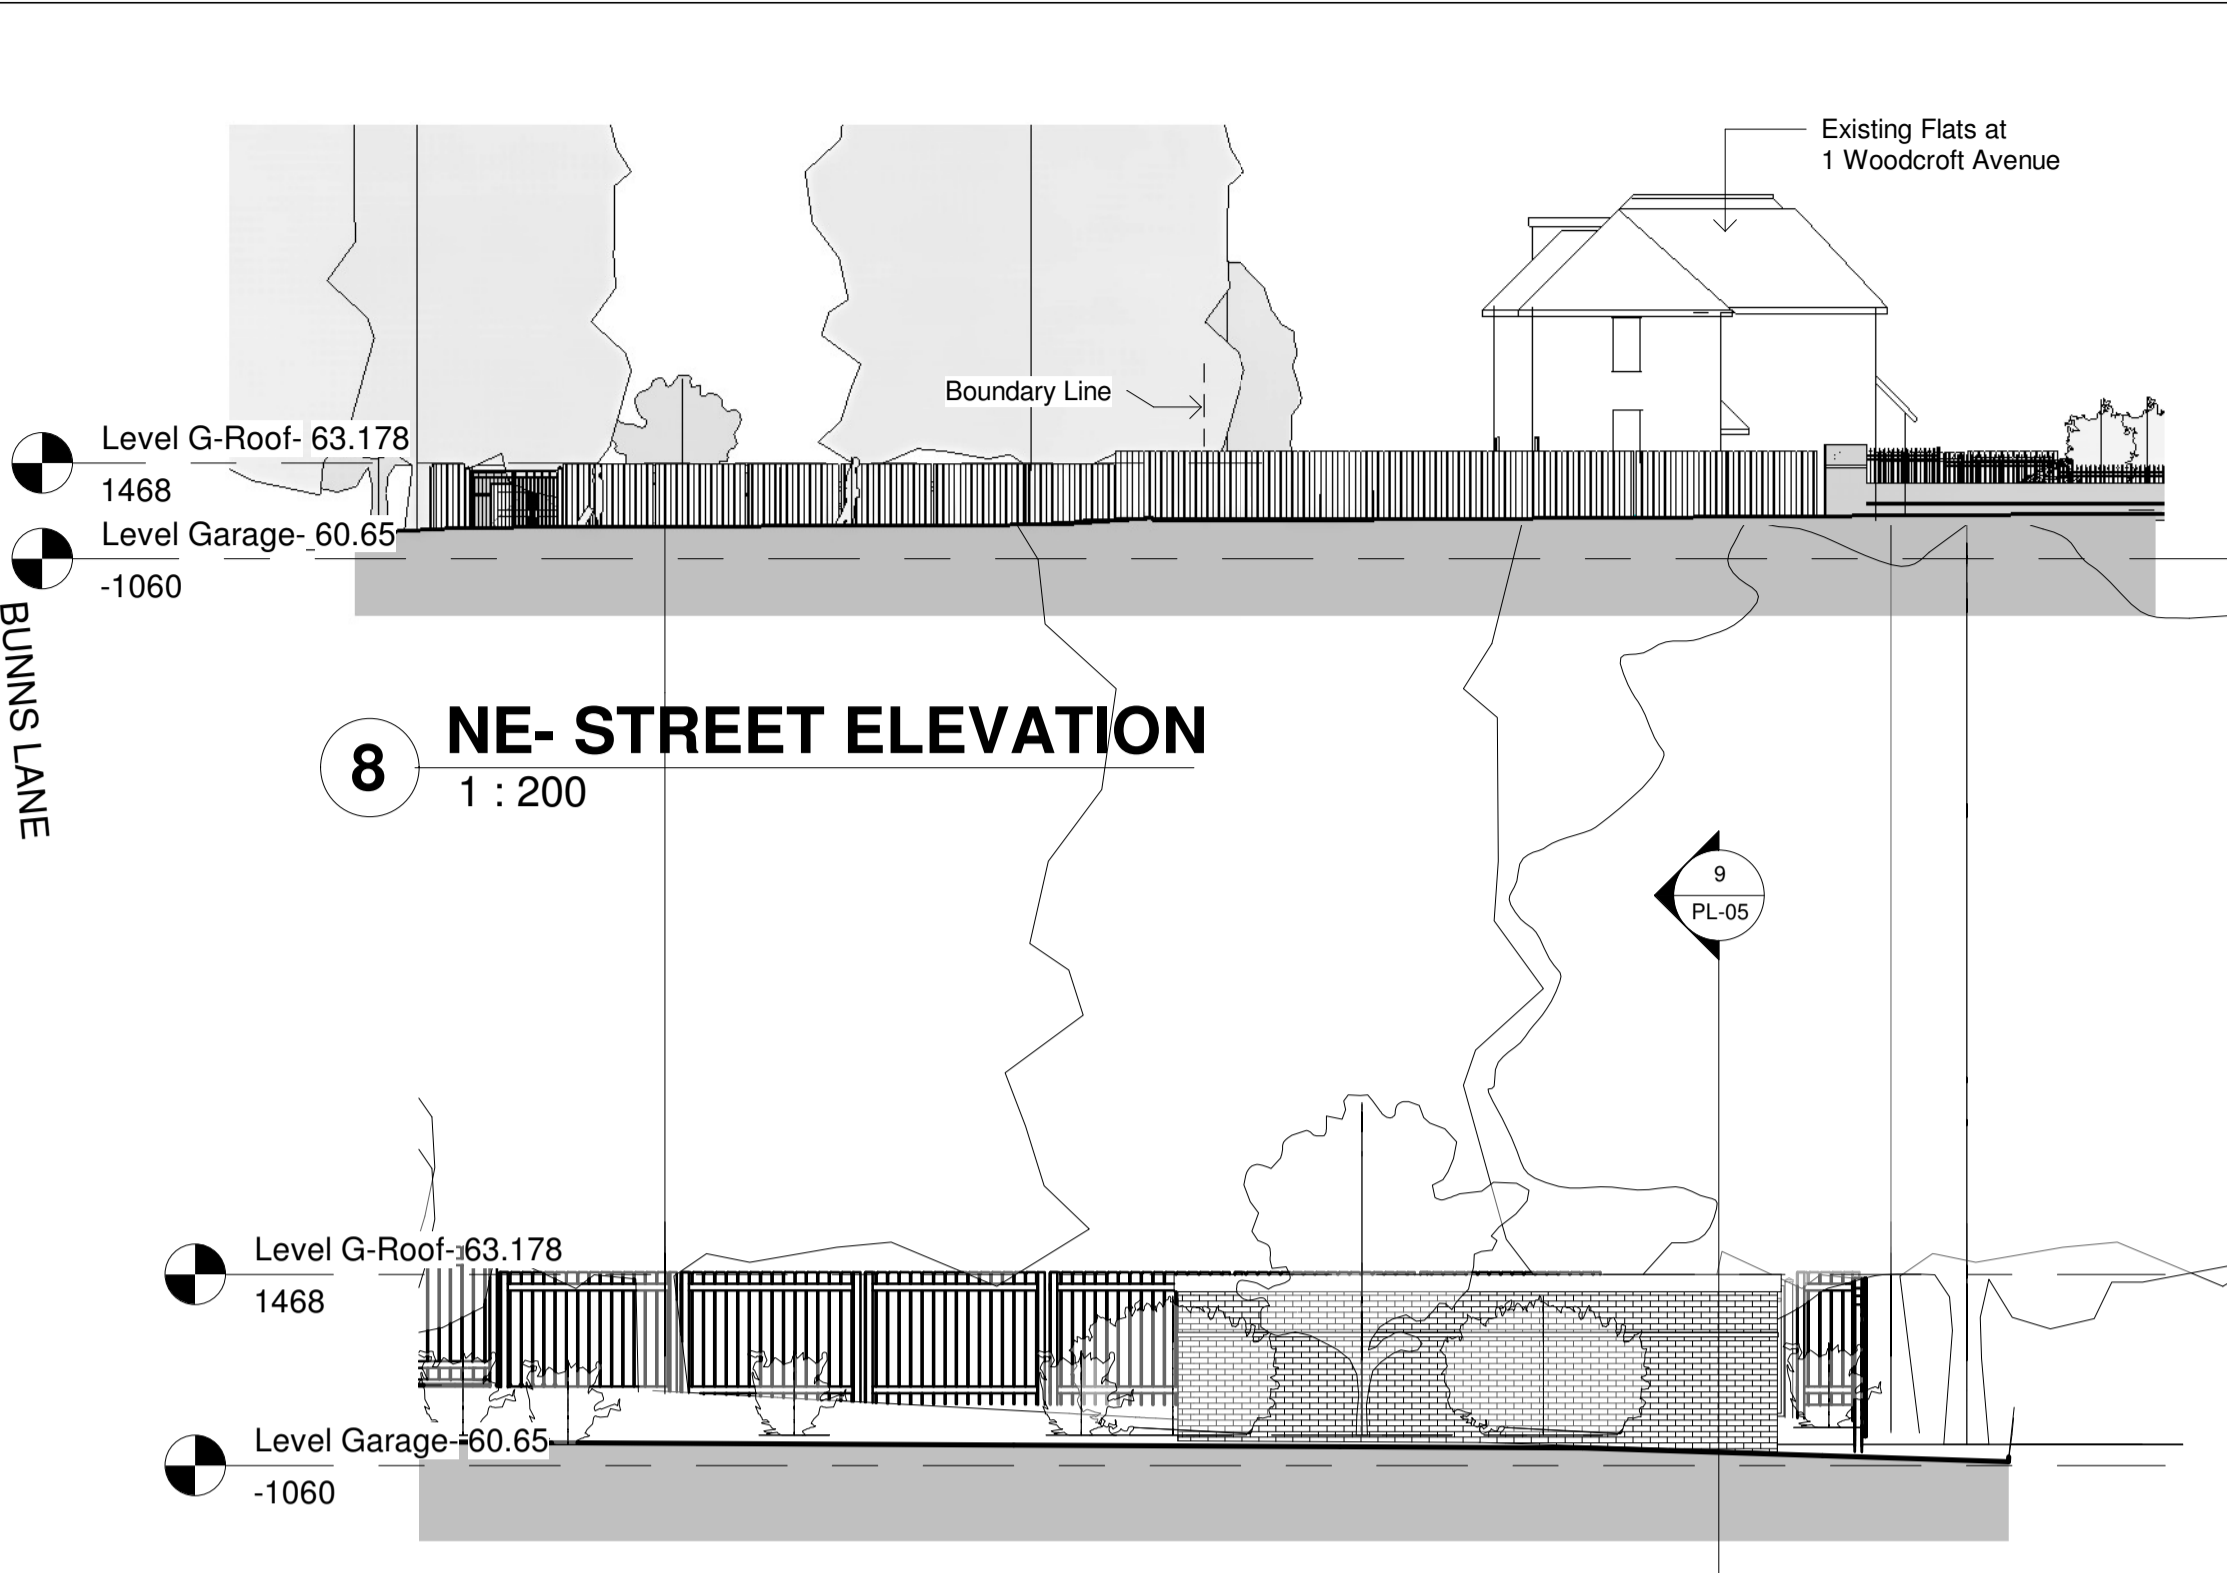 Existing Flats at
1 Woodcroft Avenue
Boundary Line
Level G-Roof- 63.178
1468
Level Garage- 60.65
-1060
BUNNS LANE
8
NE- STREET ELEVATION
1 : 200
9
PL-05
Level G-Roof- 63.178
1468
Level Garage- 60.65
-1060